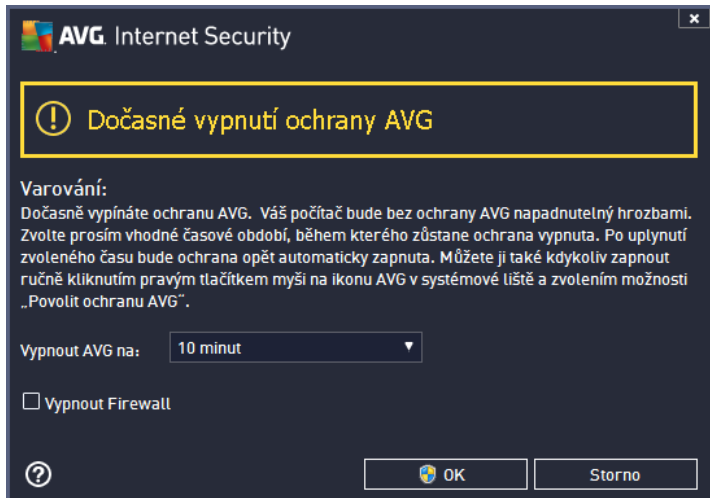 AVG. Internet Security
x
Dočasné vypnutí ochrany AVG
Varování:
Dočasně vypínáte ochranu AVG.  Váš počítač bude bez ochrany AVG napadnutelný hrozbami.
Zvolte prosím vhodné časové období, během kterého zůstane ochrana vypnuta. Po uplynutí
zvoleného času bude ochrana opět automaticky zapnuta. Můžete ji také kdykoliv zapnout
ručně kliknutím pravým tlačítkem myši na ikonu AVG v systémové liště a zvolením možnosti
„Povolit ochranu AVG“.
Vypnout AVG na: 10 minut
Vypnout Firewall
OK Storno